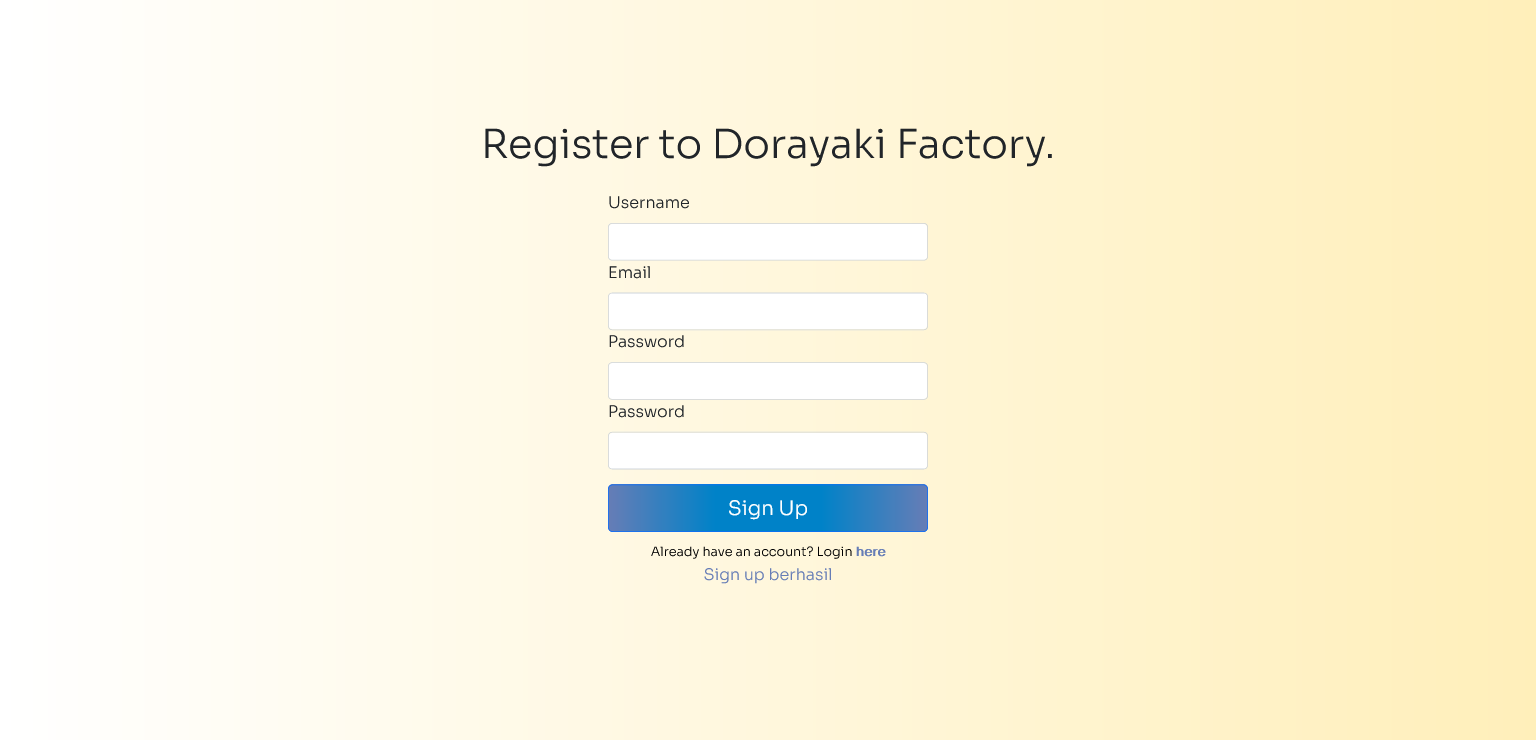 Register to Dorayaki Factory.
Username
Email
Password
Password
Sign Up
Already have an account? Login here
Sign up berhasil